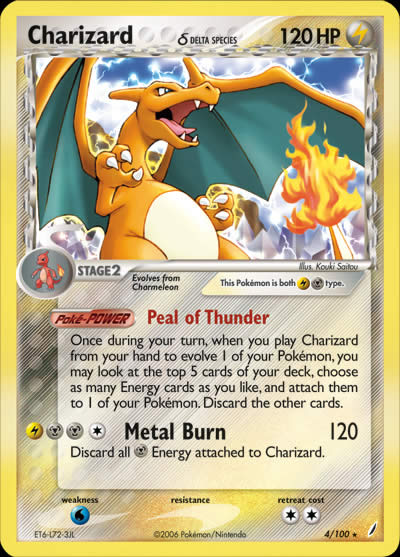 Charizard δ DELTA SPECIES 120 HP
Illus. Kouki Saitou
STAGE2
Evolves from
Charmeleon
This Pokémon is both type.
Poké-POWER Peal of Thunder
Once during your turn, when you play Charizard
from your hand to evolve 1 of your Pokémon, you
may look at the top 5 cards of your deck, choose
as many Energy cards as you like, and attach them
to 1 of your Pokémon. Discard the other cards.
Metal Burn 120
Discard all Energy attached to Charizard.
weakness resistance retreat cost
ET6-L72-3JL ©2006 Pokémon/Nintendo 4/100 ★